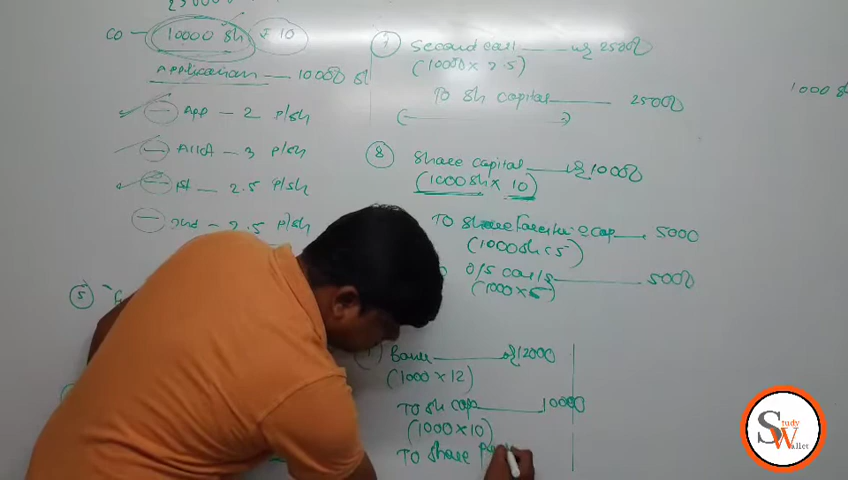 CO — 10000 Sh ₹ 10
Application — 10000 Sh
App — 2 P/sh
Allot — 3 P/sh
1st — 2.5 P/sh
2nd — 2.5 P/sh
5
7 Second call — Dr 25000
(10000 × 2.5)
To Sh capital — 25000
8 Share capital — Dr 10000
(1000 Sh × 10)
To Share Forfeiture — 5000
(1000 Sh × 5)
O/S calls — 5000
(1000 × 5)
Bank — Dr 12000
(1000 × 12)
To Sh cap — 10000
(1000 × 10)
To Share
1000 Sh
Study
Wallet
SW